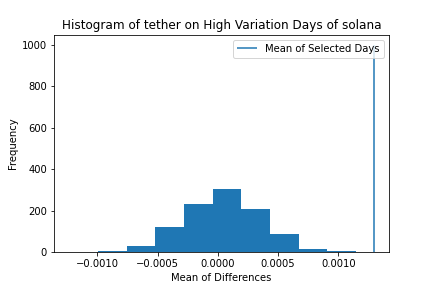 Histogram of tether on High Variation Days of solana
Mean of Selected Days
1000
800
600
400
200
0
Frequency
−0.0010
−0.0005
0.0000
0.0005
0.0010
Mean of Differences